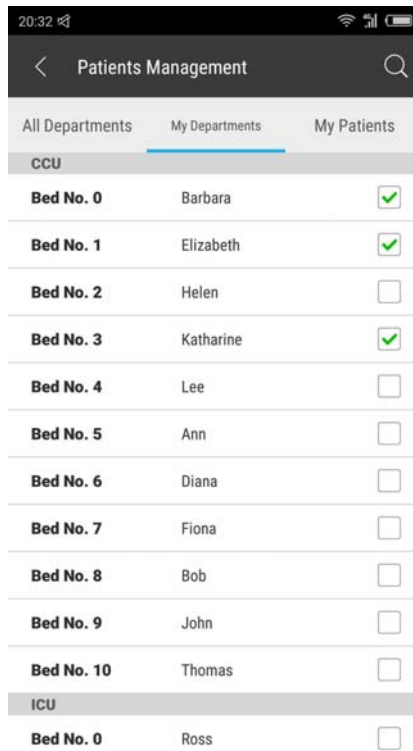 20:32
Patients Management
All Departments My Departments My Patients
CCU
Bed No. 0 Barbara
Bed No. 1 Elizabeth
Bed No. 2 Helen
Bed No. 3 Katharine
Bed No. 4 Lee
Bed No. 5 Ann
Bed No. 6 Diana
Bed No. 7 Fiona
Bed No. 8 Bob
Bed No. 9 John
Bed No. 10 Thomas
ICU
Bed No. 0 Ross